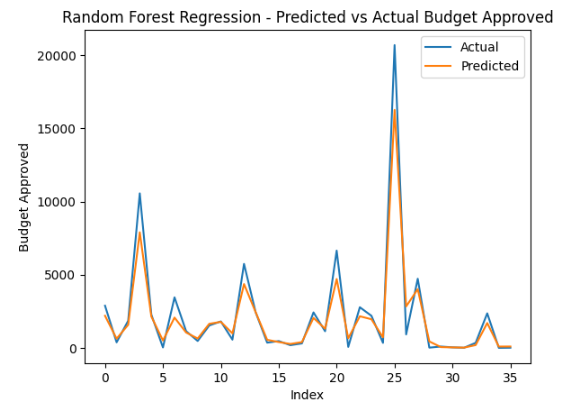 Random Forest Regression - Predicted vs Actual Budget Approved
Actual
Predicted
20000
15000
10000
5000
0
Budget Approved
0 5 10 15 20 25 30 35
Index